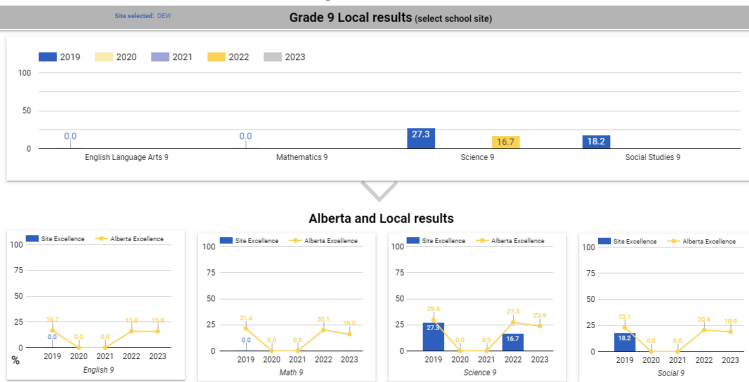 Site selected: DEW
Grade 9 Local results (select school site)
2019 2020 2021 2022 2023
100
50
0
0.0 0.0 27.3 16.7 18.2
English Language Arts 9 Mathematics 9 Science 9 Social Studies 9
Alberta and Local results
Site Excellence Alberta Excellence
100
75
50
25
0
%
16.7 0.0 0.0 15.8 15.9
0.0
2019 2020 2021 2022 2023
English 9
Site Excellence Alberta Excellence
100
75
50
25
0
21.4 0.0 0.0 20.1 16.0
0.0
2019 2020 2021 2022 2023
Math 9
Site Excellence Alberta Excellence
100
75
50
25
0
29.6 0.0 0.0 27.3 23.9
27.3 16.7
2019 2020 2021 2022 2023
Science 9
Site Excellence Alberta Excellence
100
75
50
25
0
23.1 0.0 0.0 20.6 18.9
18.2
2019 2020 2021 2022 2023
Social 9